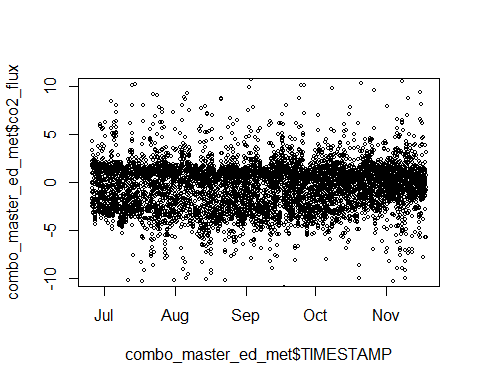 combo_master_ed_met$co2_flux
10
5
0
-5
-10
Jul Aug Sep Oct Nov
combo_master_ed_met$TIMESTAMP